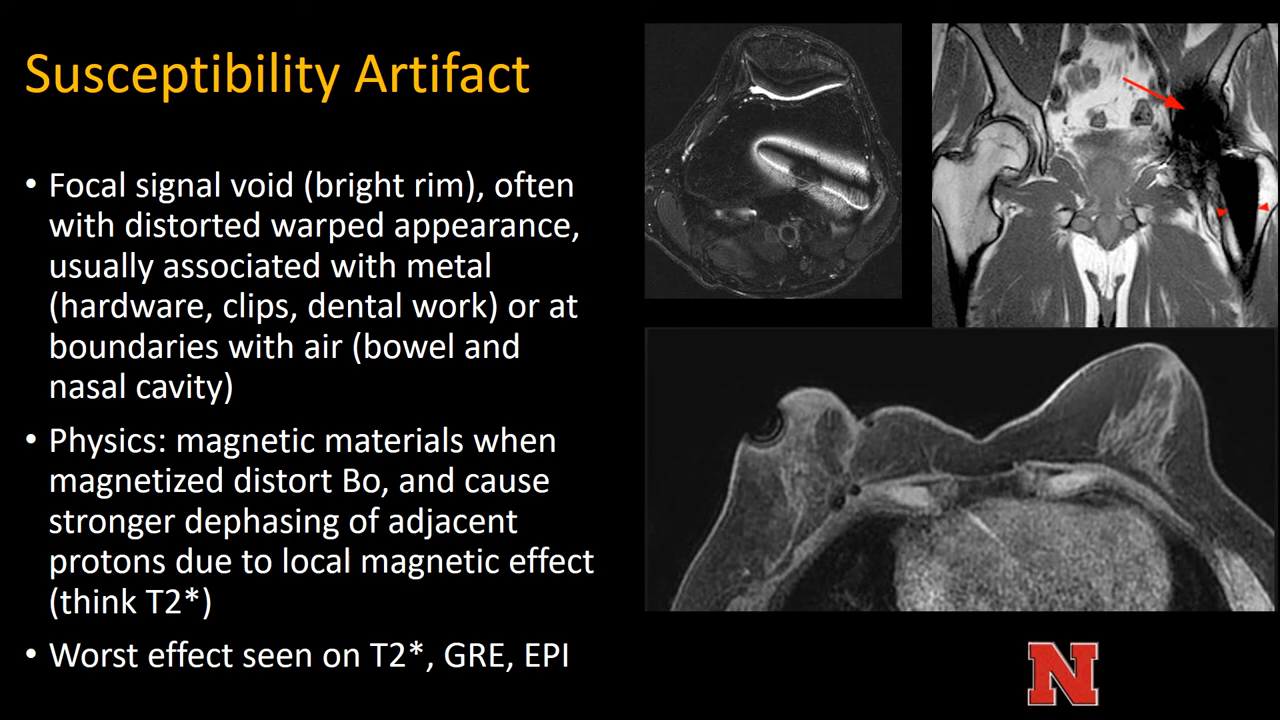 Susceptibility Artifact
• Focal signal void (bright rim), often
with distorted warped appearance,
usually associated with metal
(hardware, clips, dental work) or at
boundaries with air (bowel and
nasal cavity)
• Physics: magnetic materials when
magnetized distort Bo, and cause
stronger dephasing of adjacent
protons due to local magnetic effect
(think T2*)
• Worst effect seen on T2*, GRE, EPI
N